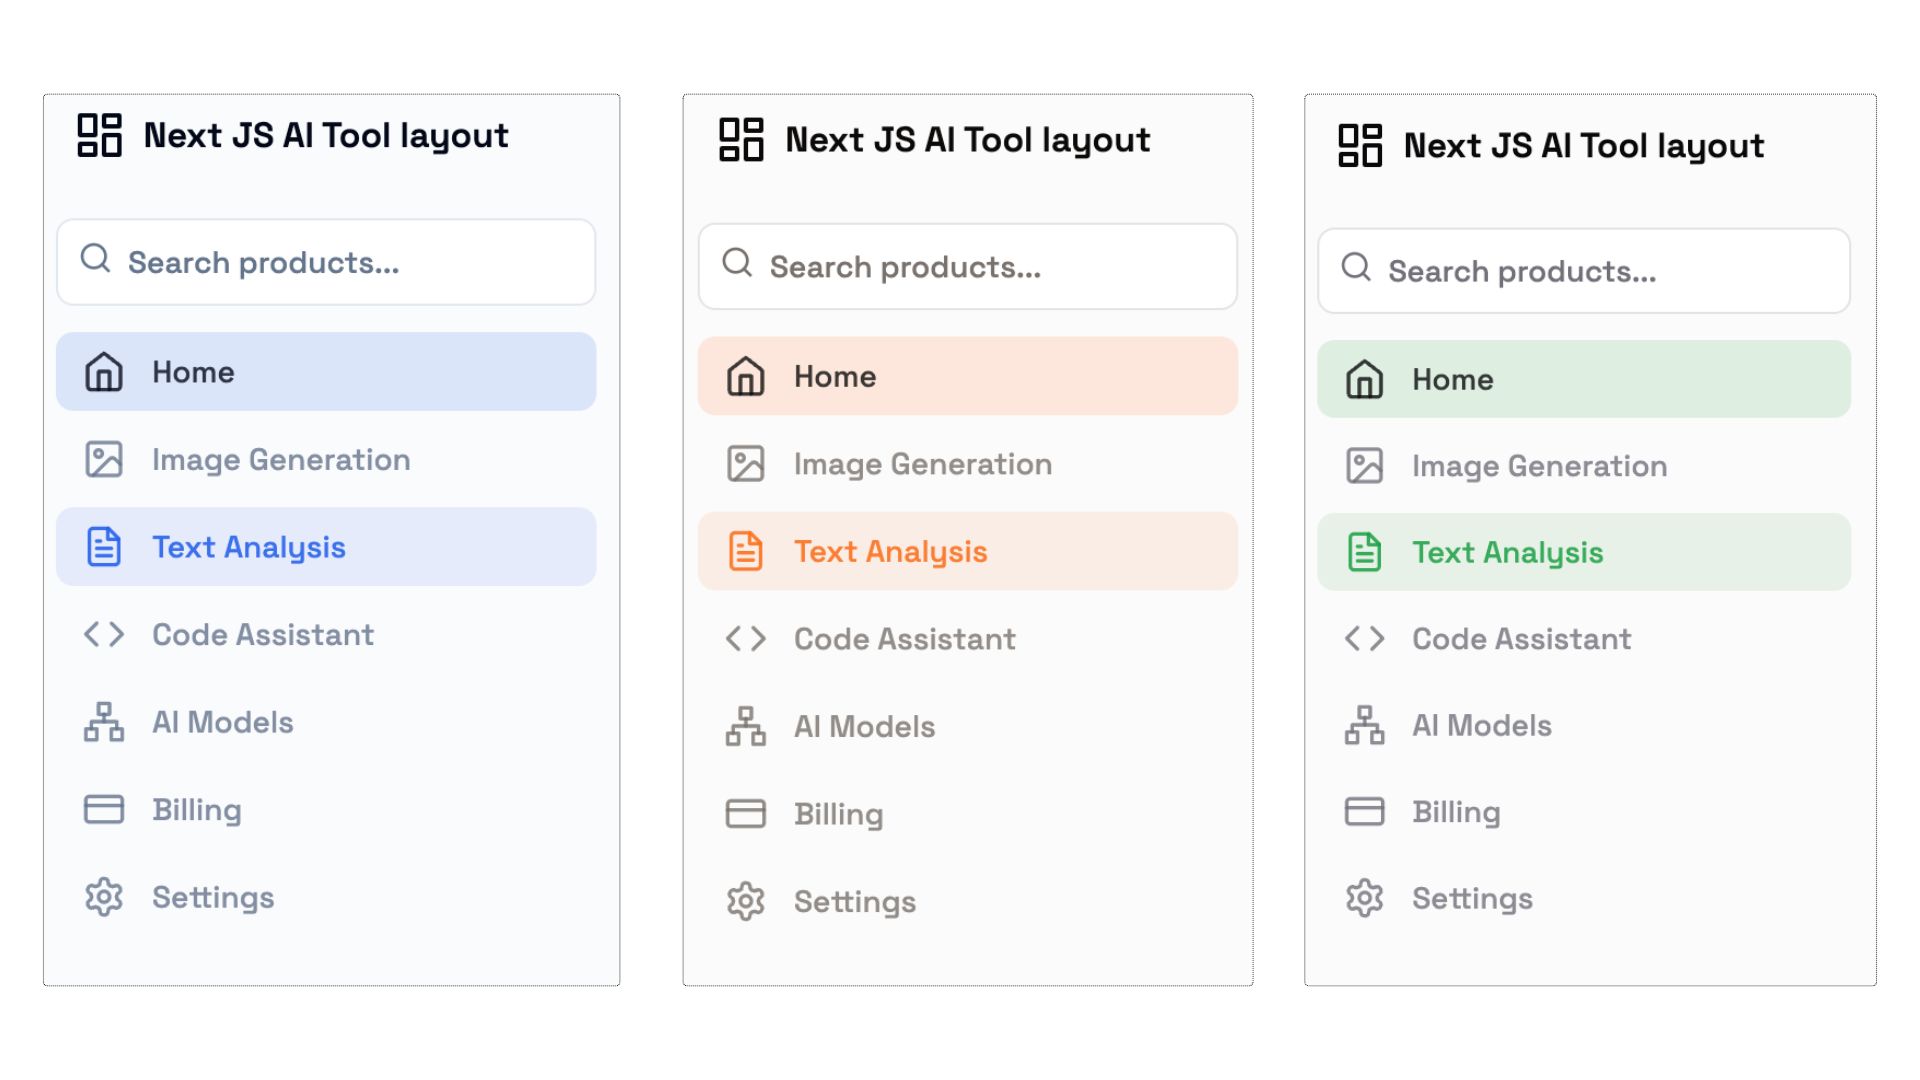 Next JS AI Tool layout
Search products...
Home
Image Generation
Text Analysis
Code Assistant
AI Models
Billing
Settings
Next JS AI Tool layout
Search products...
Home
Image Generation
Text Analysis
Code Assistant
AI Models
Billing
Settings
Next JS AI Tool layout
Search products...
Home
Image Generation
Text Analysis
Code Assistant
AI Models
Billing
Settings